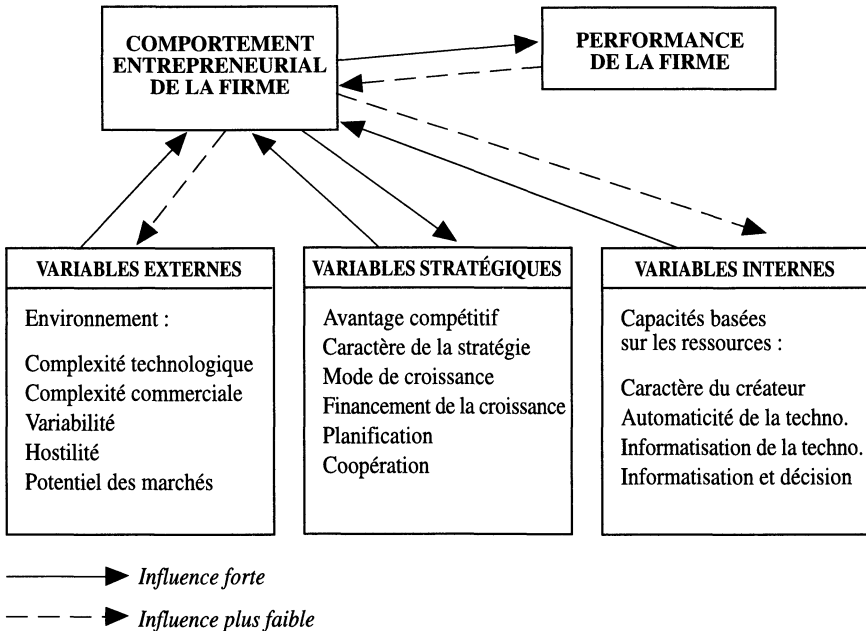 COMPORTEMENT
ENTREPRENEURIAL
DE LA FIRME
PERFORMANCE
DE LA FIRME
VARIABLES EXTERNES
Environnement :
Complexité technologique
Complexité commerciale
Variabilité
Hostilité
Potentiel des marchés
VARIABLES STRATÉGIQUES
Avantage compétitif
Caractère de la stratégie
Mode de croissance
Financement de la croissance
Planification
Coopération
VARIABLES INTERNES
Capacités basées
sur les ressources :
Caractère du créateur
Automaticité de la techno.
Informatisation de la techno.
Informatisation et décision
Influence forte
Influence plus faible